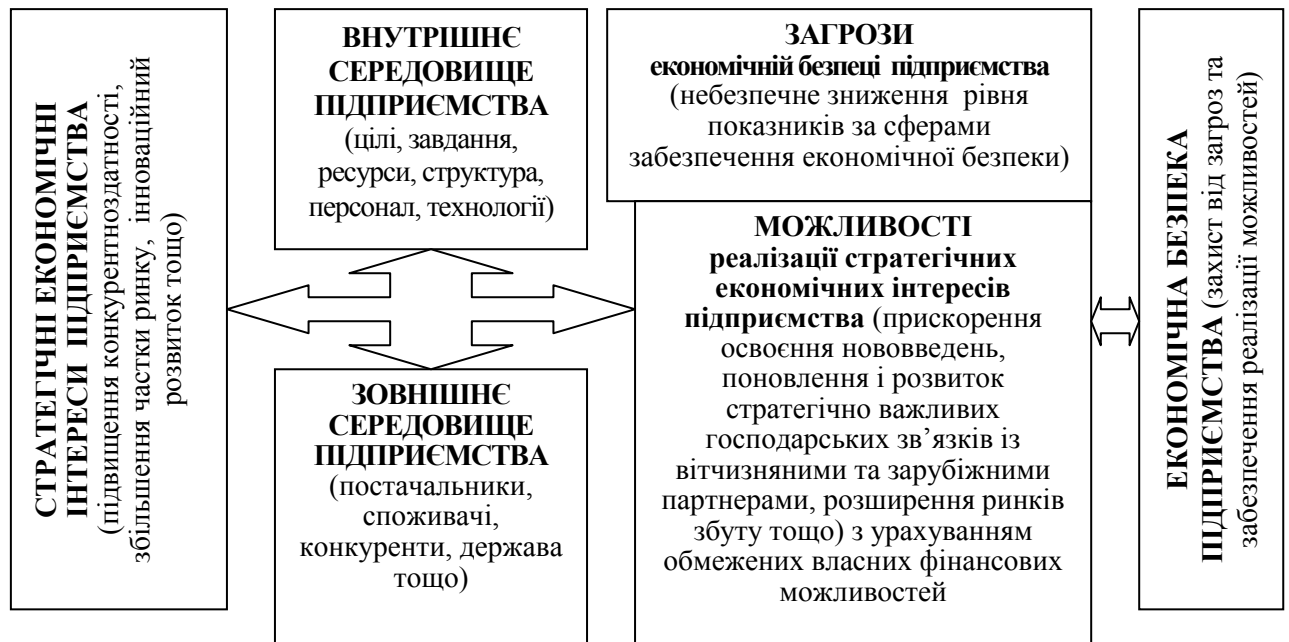 СТРАТЕГІЧНІ ЕКОНОМІЧНІ
ІНТЕРЕСИ ПІДПРИЄМСТВА
(підвищення конкурентноздатності,
збільшення частки ринку, інноваційний
розвиток тощо)
ВНУТРІШНЄ
СЕРЕДОВИЩЕ
ПІДПРИЄМСТВА
(цілі, завдання,
ресурси, структура,
персонал, технології)
ЗОВНІШНЄ
СЕРЕДОВИЩЕ
ПІДПРИЄМСТВА
(постачальники,
споживачі,
конкуренти, держава
тощо)
ЗАГРОЗИ
економічній безпеці підприємства
(небезпечне зниження рівня
показників за сферами
забезпечення економічної безпеки)
МОЖЛИВОСТІ
реалізації стратегічних
економічних інтересів
підприємства (прискорення
освоєння нововведень,
поновлення і розвиток
стратегічно важливих
господарських зв’язків із
вітчизняними та зарубіжними
партнерами, розширення ринків
збуту тощо) з урахуванням
обмежених власних фінансових
можливостей
ЕКОНОМІЧНА БЕЗПЕКА
ПІДПРИЄМСТВА (захист від загроз та
забезпечення реалізації можливостей)